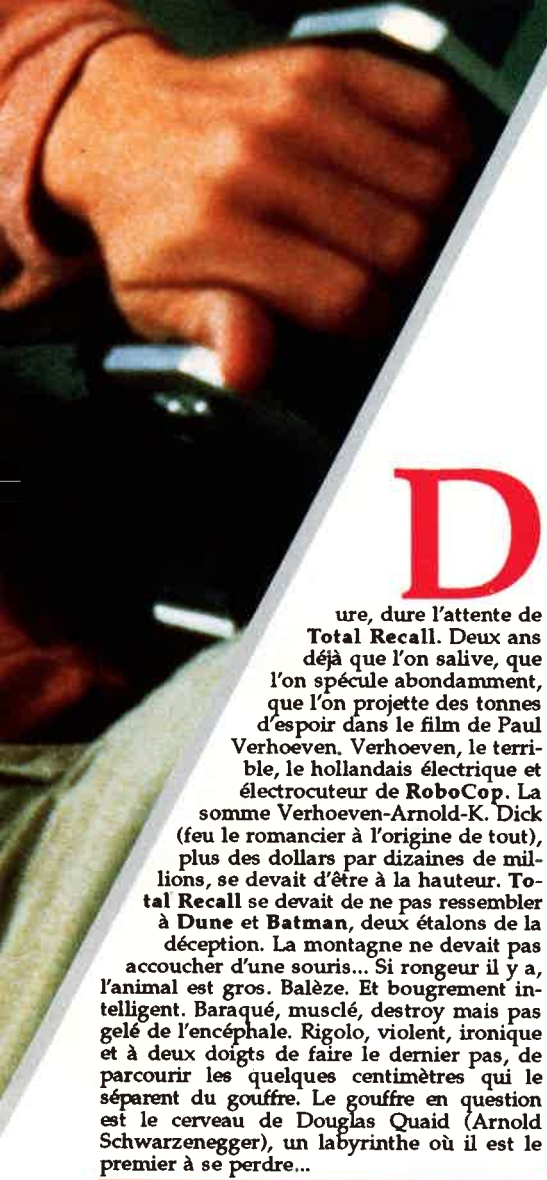 D
ure, dure l'attente de
Total Recall. Deux ans
déjà que l'on salive, que
l'on spécule abondamment,
que l'on projette des tonnes
d'espoir dans le film de Paul
Verhoeven. Verhoeven, le terri-
ble, le hollandais électrique et
électrocuteur de RoboCop. La
somme Verhoeven-Arnold-K. Dick
(feu le romancier à l'origine de tout),
plus des dollars par dizaines de mil-
lions, se devait d'être à la hauteur. To-
tal Recall se devait de ne pas ressembler
à Dune et Batman, deux étalons de la
déception. La montagne ne devait pas
accoucher d'une souris... Si rongeur il y a,
l'animal est gros. Balèze. Et bougrement in-
telligent. Baraqué, musclé, destroy mais pas
gelé de l'encéphale. Rigolo, violent, ironique
et à deux doigts de faire le dernier pas, de
parcourir les quelques centimètres qui le
séparent du gouffre. Le gouffre en question
est le cerveau de Douglas Quaid (Arnold
Schwarzenegger), un labyrinthe où il est le
premier à se perdre...